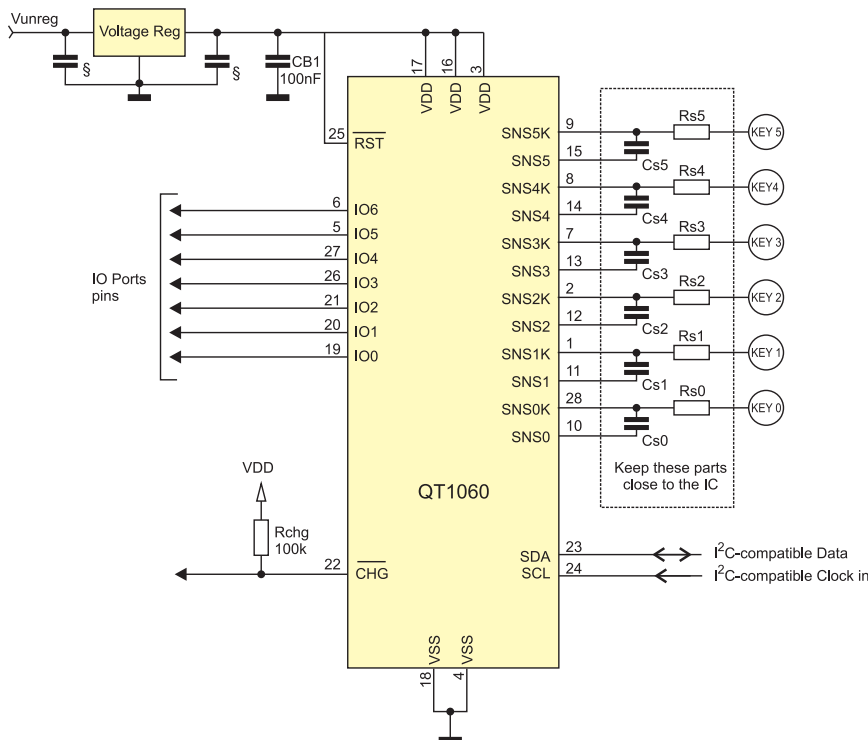 Vunreg
Voltage Reg
§
§
CB1
100nF
17
16
3
VDD
VDD
VDD
25
RST
6
IO6
5
IO5
27
IO4
26
IO3
21
IO2
20
IO1
19
IO0
IO Ports
pins
SNS5K
9
Rs5
KEY 5
SNS5
15
Cs5
SNS4K
8
Rs4
KEY4
SNS4
14
Cs4
SNS3K
7
Rs3
KEY 3
SNS3
13
Cs3
SNS2K
2
Rs2
KEY 2
SNS2
12
Cs2
SNS1K
1
Rs1
KEY 1
SNS1
11
Cs1
SNS0K
28
Rs0
KEY 0
SNS0
10
Cs0
Keep these parts
close to the IC
QT1060
VDD
Rchg
100k
22
CHG
SDA
23
I²C-compatible Data
SCL
24
I²C-compatible Clock in
VSS
VSS
18
4